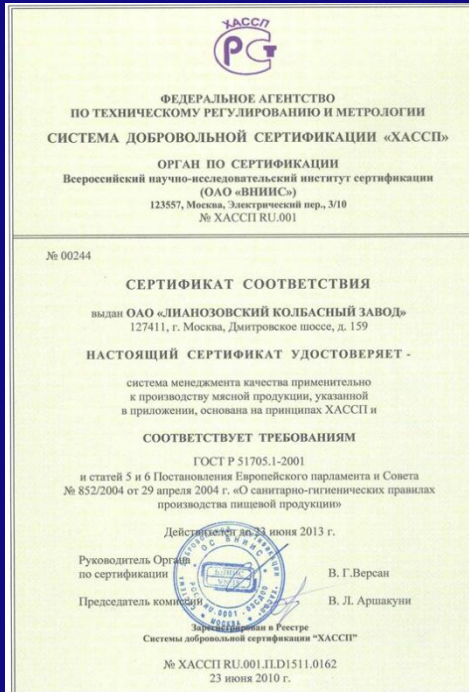 ХАССП
РСТ
ФЕДЕРАЛЬНОЕ АГЕНТСТВО
ПО ТЕХНИЧЕСКОМУ РЕГУЛИРОВАНИЮ И МЕТРОЛОГИИ
СИСТЕМА ДОБРОВОЛЬНОЙ СЕРТИФИКАЦИИ «ХАССП»
ОРГАН ПО СЕРТИФИКАЦИИ
Всероссийский научно-исследовательский институт сертификации
(ОАО «ВНИИС»)
123557, Москва, Электрический пер., 3/10
№ ХАССП RU.001
№ 00244
СЕРТИФИКАТ СООТВЕТСТВИЯ
выдан ОАО «ЛИАНОЗОВСКИЙ КОЛБАСНЫЙ ЗАВОД»
127411, г. Москва, Дмитровское шоссе, д. 159
НАСТОЯЩИЙ СЕРТИФИКАТ УДОСТОВЕРЯЕТ -
система менеджмента качества применительно
к производству мясной продукции, указанной
в приложении, основана на принципах ХАССП и
СООТВЕТСТВУЕТ ТРЕБОВАНИЯМ
ГОСТ Р 51705.1-2001
и статей 5 и 6 Постановления Европейского парламента и Совета
№ 852/2004 от 29 апреля 2004 г. «О санитарно-гигиенических правилах
производства пищевой продукции»
Действителен до 23 июня 2013 г.
Руководитель Органа
по сертификации В. Г.Версан
Председатель комиссии В. Л. Аршакуни
ОС ВНИИС
МОСКВА
Зарегистрирован в Реестре
Системы добровольной сертификации “ХАССП”
№ ХАССП RU.001.П.D1511.0162
23 июня 2010 г.